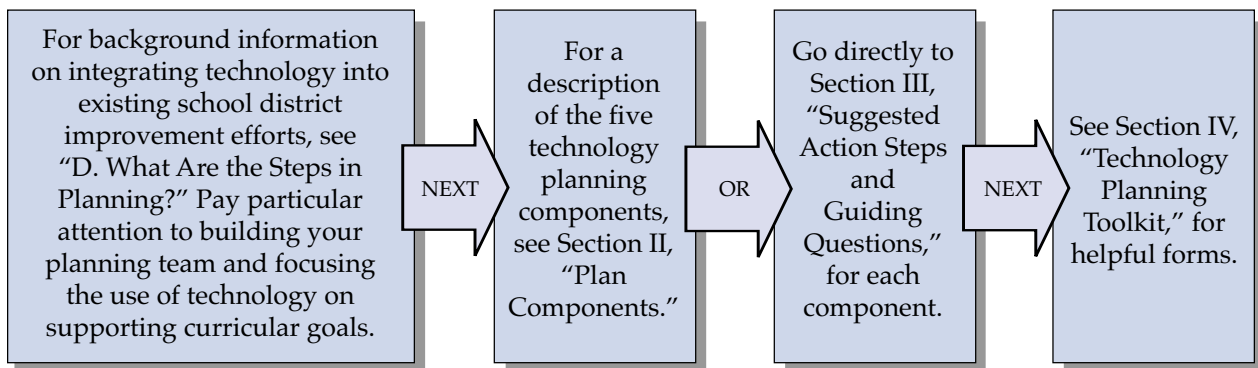 For background information
on integrating technology into
existing school district
improvement efforts, see
“D. What Are the Steps in
Planning?” Pay particular
attention to building your
planning team and focusing
the use of technology on
supporting curricular goals.
NEXT
For a
description
of the five
technology
planning
components,
see Section II,
“Plan
Components.”
OR
Go directly to
Section III,
“Suggested
Action Steps
and
Guiding
Questions,”
for each
component.
NEXT
See Section IV,
“Technology
Planning
Toolkit,” for
helpful forms.